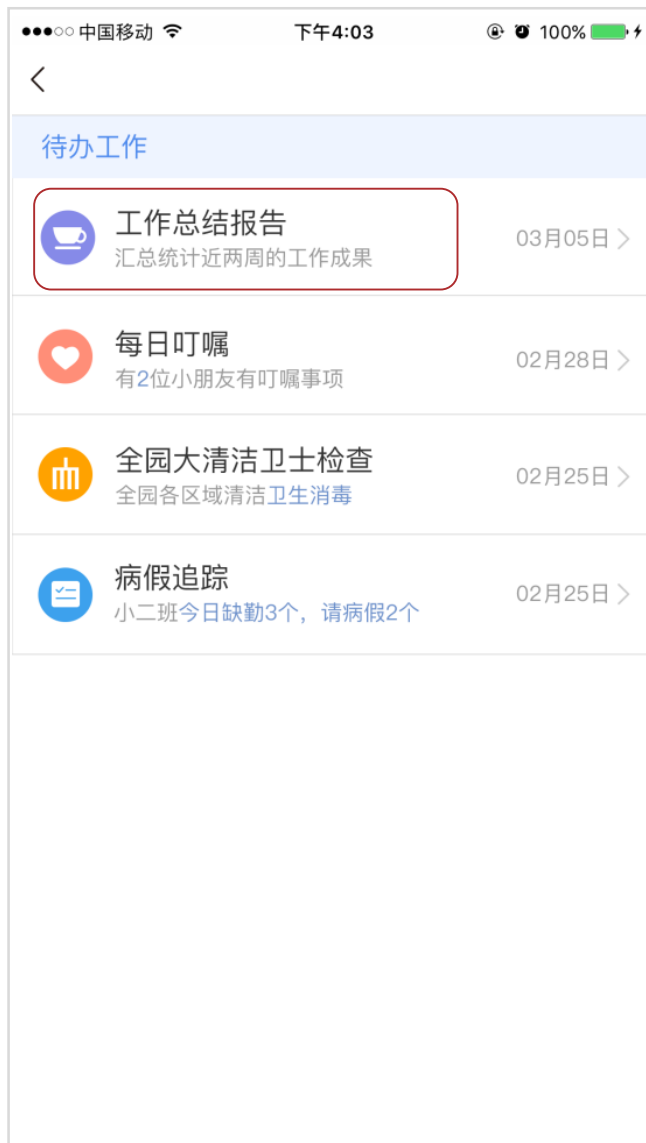 中国移动 下午4:03 100%
待办工作
工作总结报告
汇总统计近两周的工作成果
03月05日
每日叮嘱
有2位小朋友有叮嘱事项
02月28日
全园大清洁卫士检查
全园各区域清洁卫生消毒
02月25日
病假追踪
小二班今日缺勤3个，请病假2个
02月25日